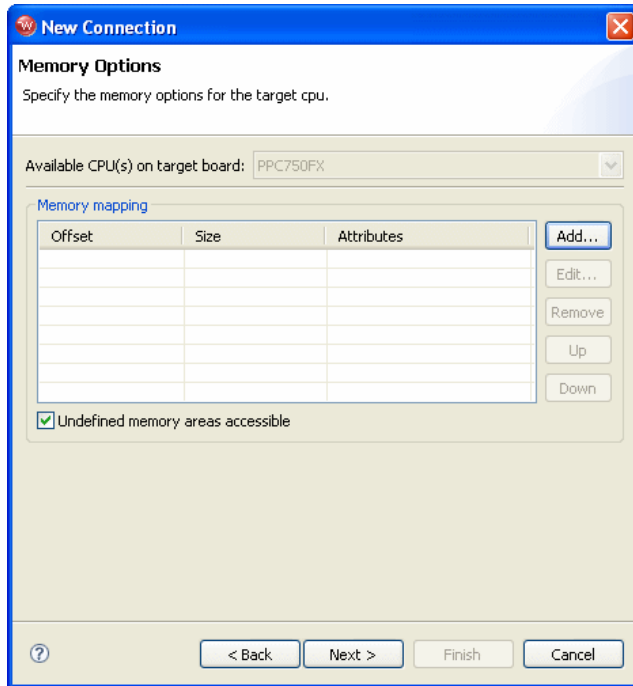 New Connection
Memory Options
Specify the memory options for the target cpu.
Available CPU(s) on target board: PPC750FX
Memory mapping
Offset Size Attributes
Add...
Edit...
Remove
Up
Down
Undefined memory areas accessible
? < Back Next > Finish Cancel